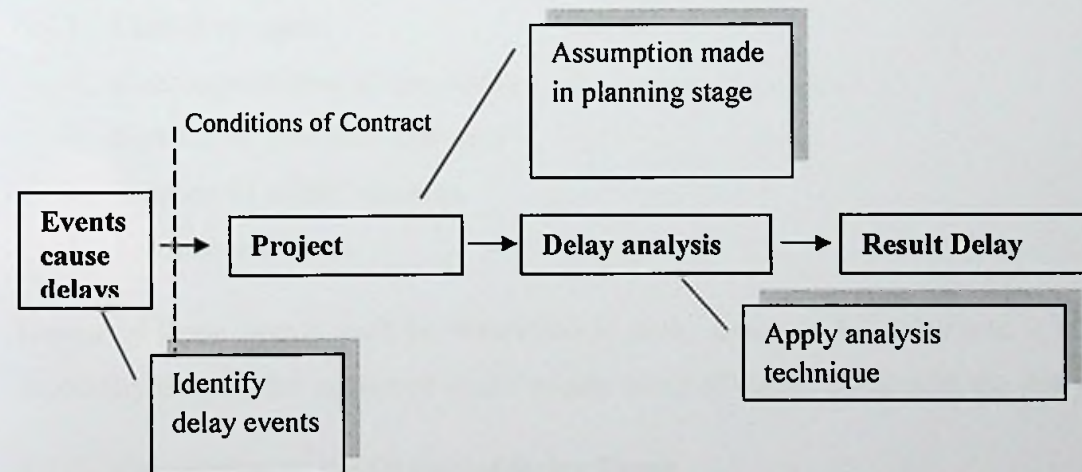 Assumption made
in planning stage
Conditions of Contract
Events
cause
delays
Project
Delay analysis
Result Delay
Identify
delay events
Apply analysis
technique